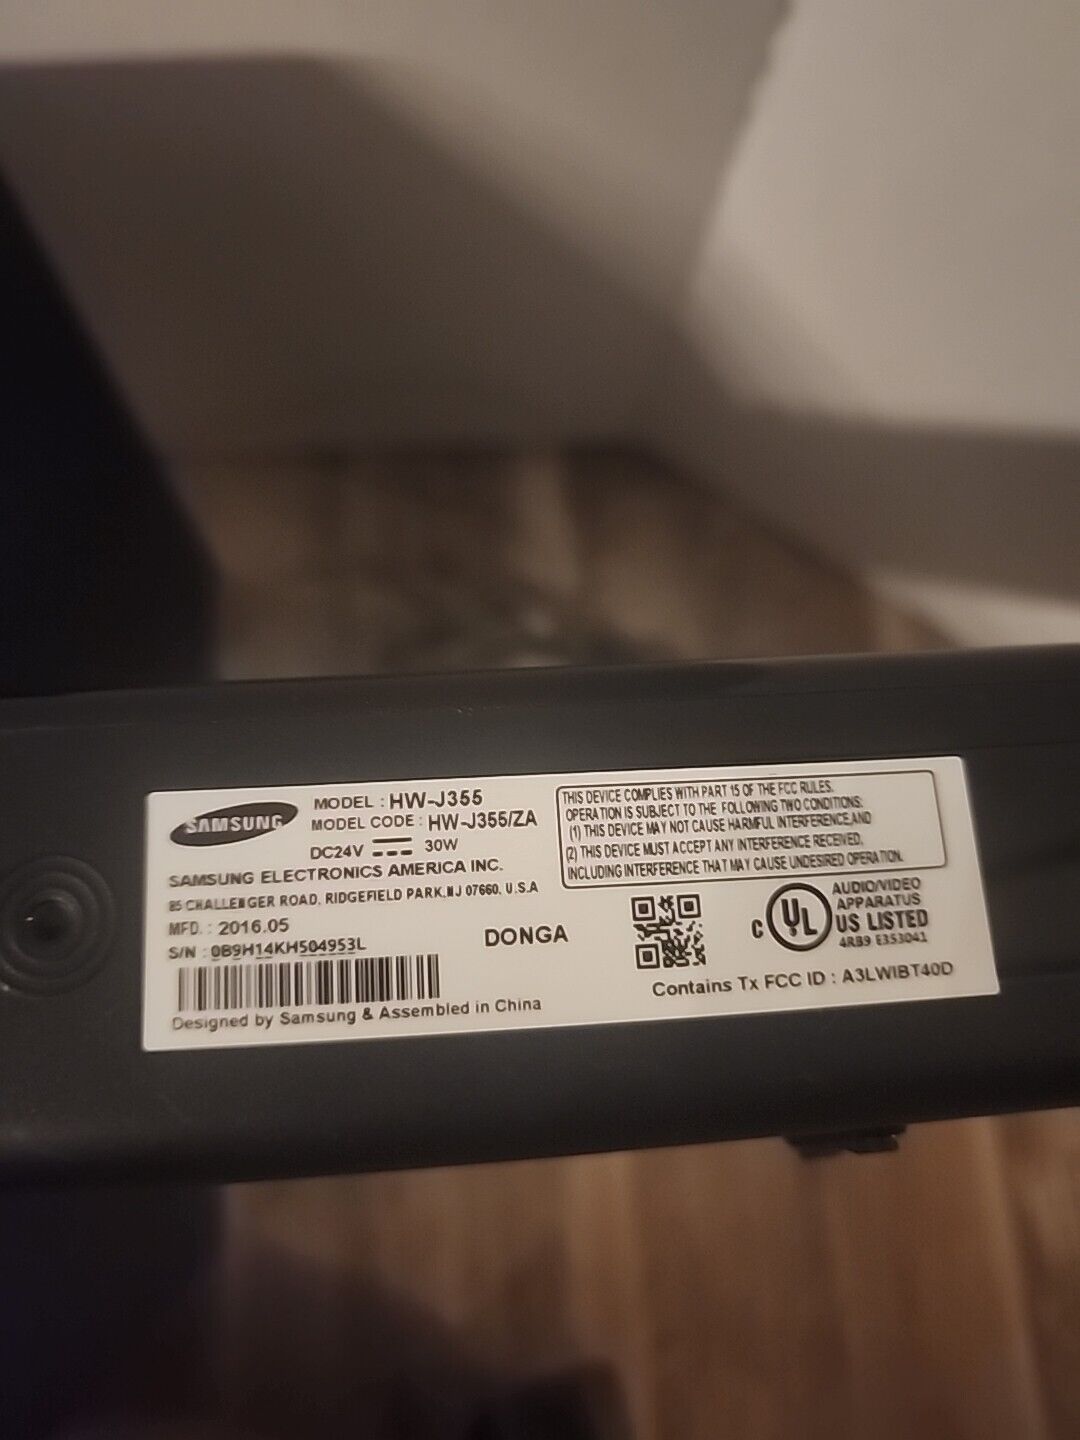 SAMSUNG
MODEL : HW-J355
MODEL CODE : HW-J355/ZA
DC24V 30W
SAMSUNG ELECTRONICS AMERICA INC.
85 CHALLENGER ROAD, RIDGEFIELD PARK,NJ 07660, U.S.A
MFD. : 2016.05
S/N : 0B9H14KH504953L
DONGA
Designed by Samsung & Assembled in China
THIS DEVICE COMPLIES WITH PART 15 OF THE FCC RULES.
OPERATION IS SUBJECT TO THE FOLLOWING TWO CONDITIONS:
(1) THIS DEVICE MAY NOT CAUSE HARMFUL INTERFERENCE,AND
(2) THIS DEVICE MUST ACCEPT ANY INTERFERENCE RECEIVED,
INCLUDING INTERFERENCE THAT MAY CAUSE UNDESIRED OPERATION.
C UL
AUDIO/VIDEO
APPARATUS
US LISTED
4RB9 E353041
Contains Tx FCC ID : A3LWIBT40D